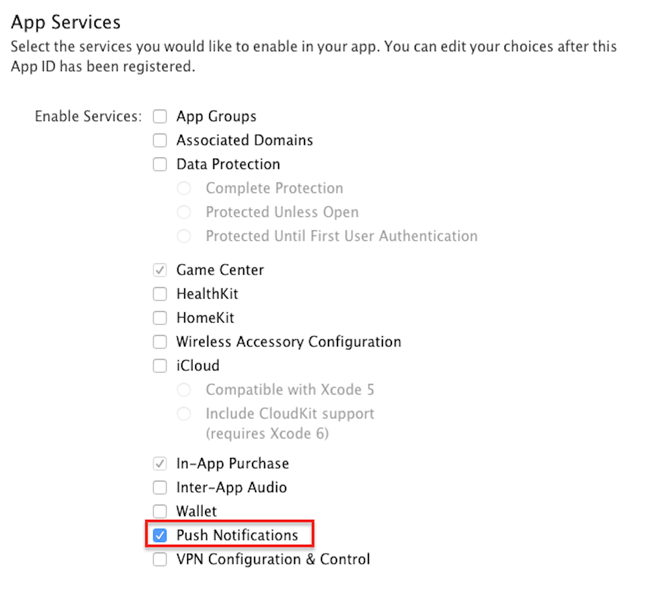 App Services
Select the services you would like to enable in your app. You can edit your choices after this
App ID has been registered.
Enable Services:
App Groups
Associated Domains
Data Protection
Complete Protection
Protected Unless Open
Protected Until First User Authentication
Game Center
HealthKit
HomeKit
Wireless Accessory Configuration
iCloud
Compatible with Xcode 5
Include CloudKit support
(requires Xcode 6)
In-App Purchase
Inter-App Audio
Wallet
Push Notifications
VPN Configuration & Control